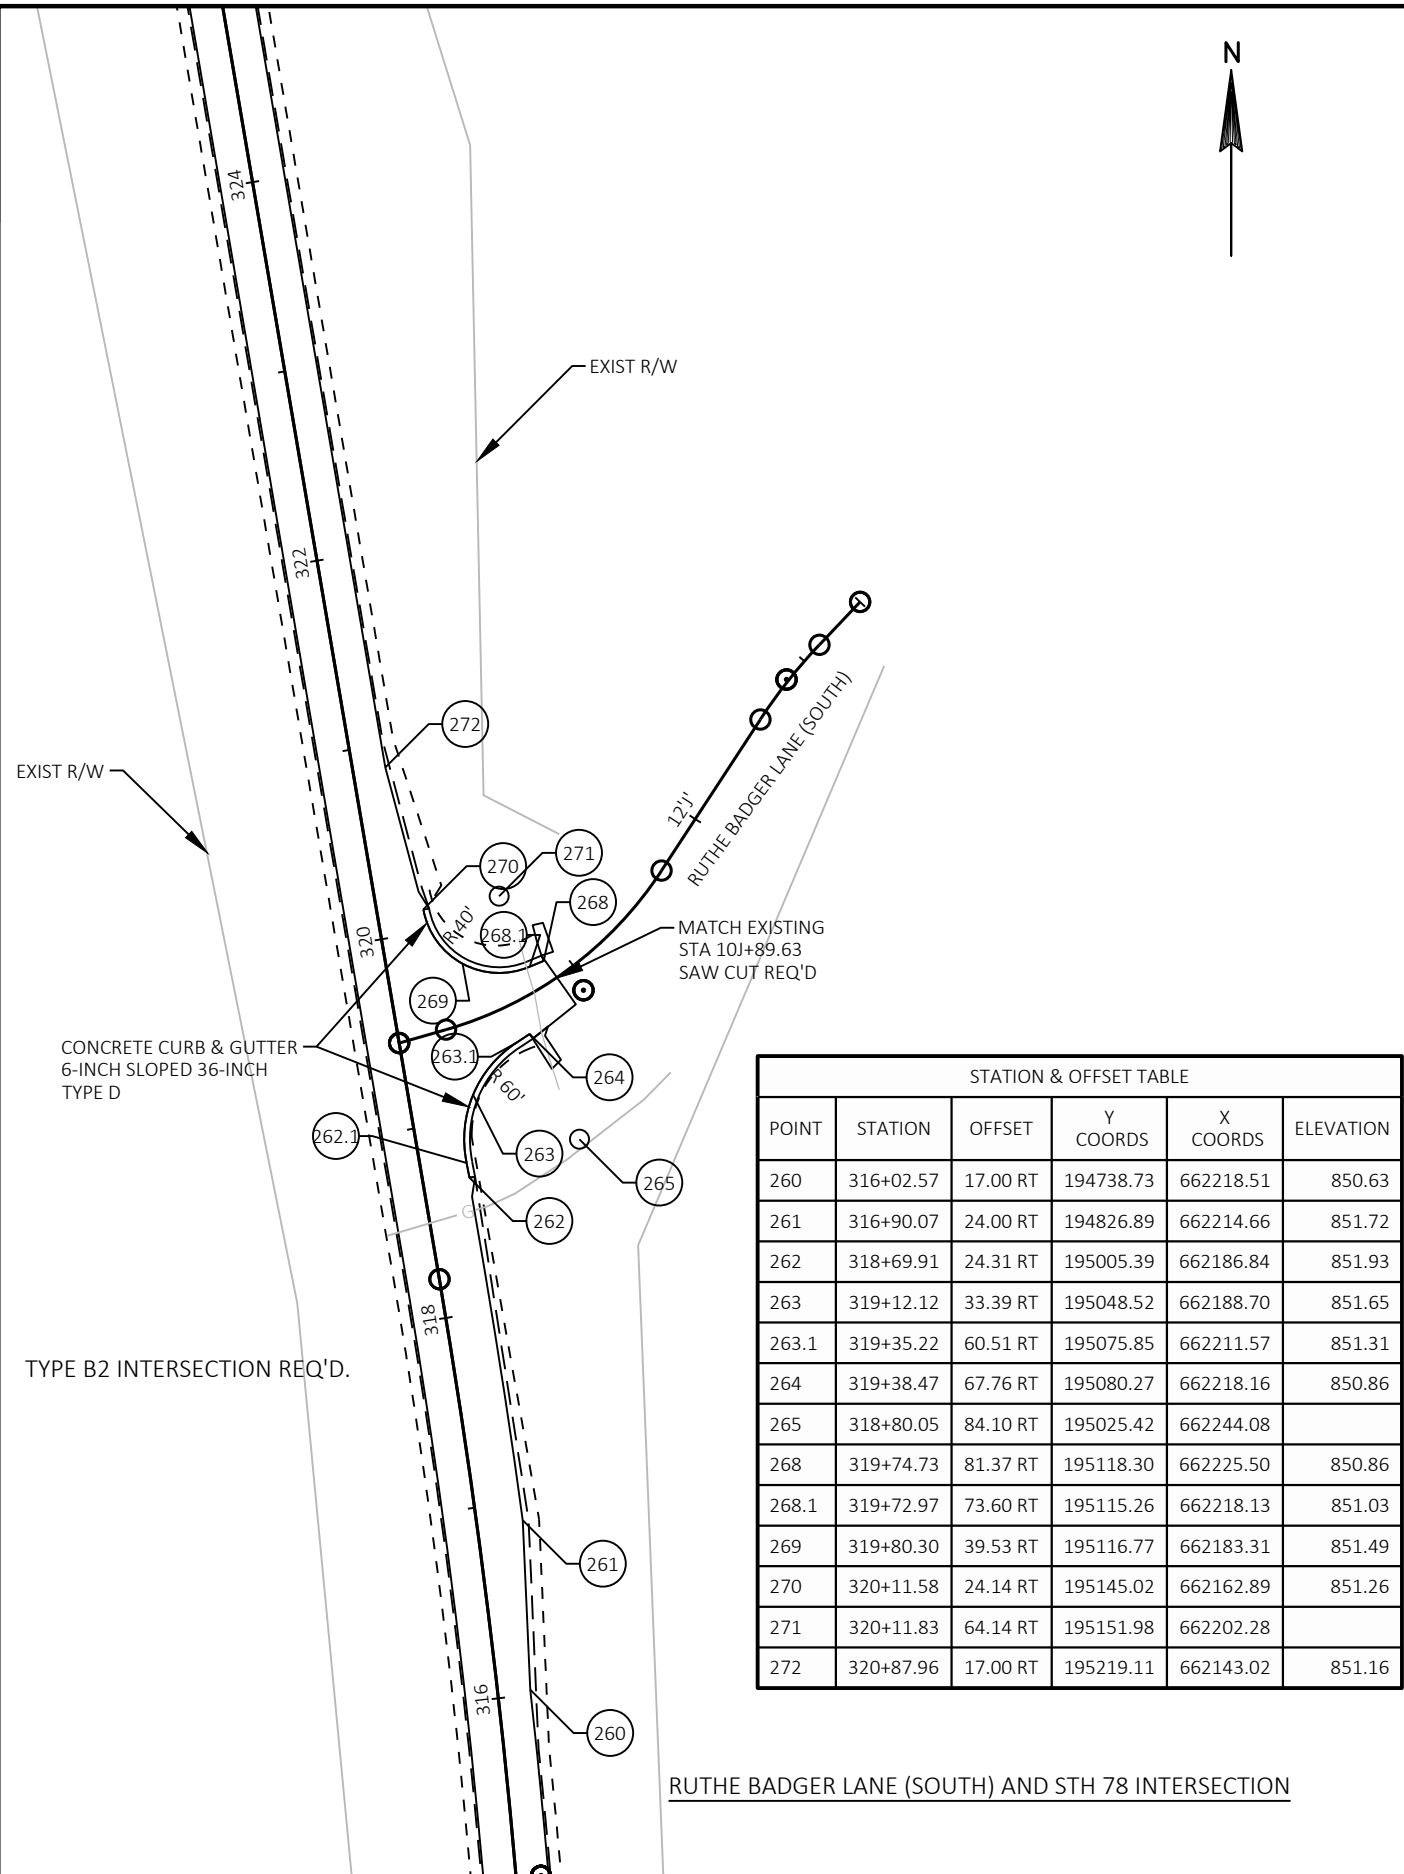 N
324
EXIST R/W
322
272
EXIST R/W
12'J'
RUTHE BADGER LANE (SOUTH)
271
270
268
R 40'
268.1
320
MATCH EXISTING
STA 10J+89.63
SAW CUT REQ'D
269
CONCRETE CURB & GUTTER
6-INCH SLOPED 36-INCH
TYPE D
263.1
264
R 60'
262.1
263
265
G
262
318
TYPE B2 INTERSECTION REQ'D.
261
316
260
STATION & OFFSET TABLE
POINT STATION OFFSET Y COORDS X COORDS ELEVATION
260 316+02.57 17.00 RT 194738.73 662218.51 850.63
261 316+90.07 24.00 RT 194826.89 662214.66 851.72
262 318+69.91 24.31 RT 195005.39 662186.84 851.93
263 319+12.12 33.39 RT 195048.52 662188.70 851.65
263.1 319+35.22 60.51 RT 195075.85 662211.57 851.31
264 319+38.47 67.76 RT 195080.27 662218.16 850.86
265 318+80.05 84.10 RT 195025.42 662244.08
268 319+74.73 81.37 RT 195118.30 662225.50 850.86
268.1 319+72.97 73.60 RT 195115.26 662218.13 851.03
269 319+80.30 39.53 RT 195116.77 662183.31 851.49
270 320+11.58 24.14 RT 195145.02 662162.89 851.26
271 320+11.83 64.14 RT 195151.98 662202.28
272 320+87.96 17.00 RT 195219.11 662143.02 851.16
RUTHE BADGER LANE (SOUTH) AND STH 78 INTERSECTION